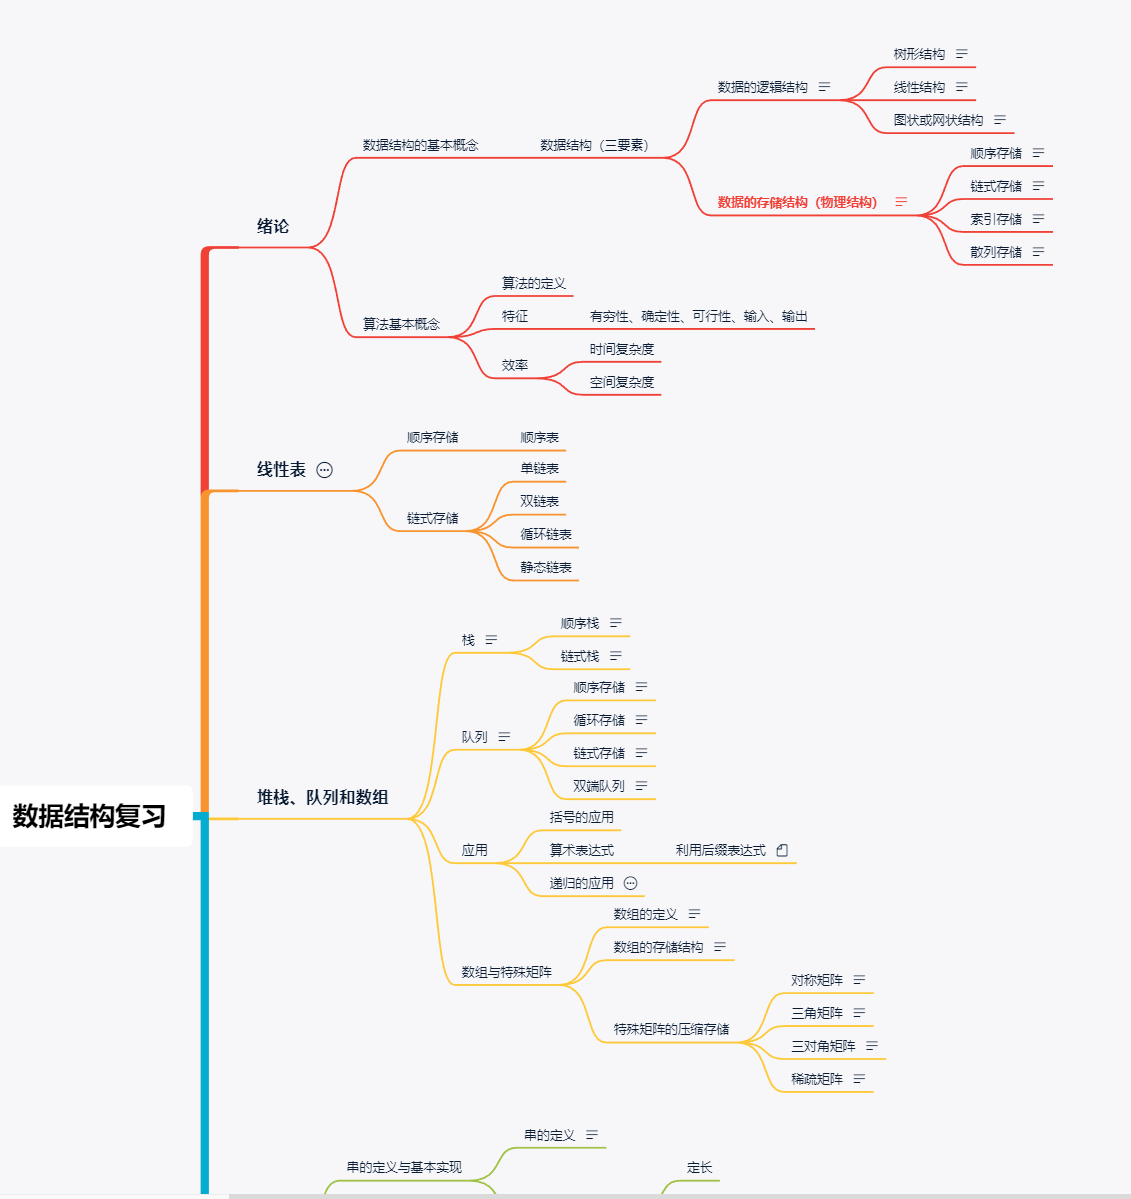 数据结构复习
绪论
数据结构的基本概念
数据结构（三要素）
数据的逻辑结构
树形结构
线性结构
图状或网状结构
数据的存储结构（物理结构）
顺序存储
链式存储
索引存储
散列存储
算法基本概念
算法的定义
特征
有穷性、确定性、可行性、输入、输出
效率
时间复杂度
空间复杂度
线性表
顺序存储
顺序表
链式存储
单链表
双链表
循环链表
静态链表
堆栈、队列和数组
栈
顺序栈
链式栈
队列
顺序存储
循环存储
链式存储
双端队列
应用
括号的应用
算术表达式
利用后缀表达式
递归的应用
数组与特殊矩阵
数组的定义
数组的存储结构
特殊矩阵的压缩存储
对称矩阵
三角矩阵
三对角矩阵
稀疏矩阵
串的定义与基本实现
串的定义
定长